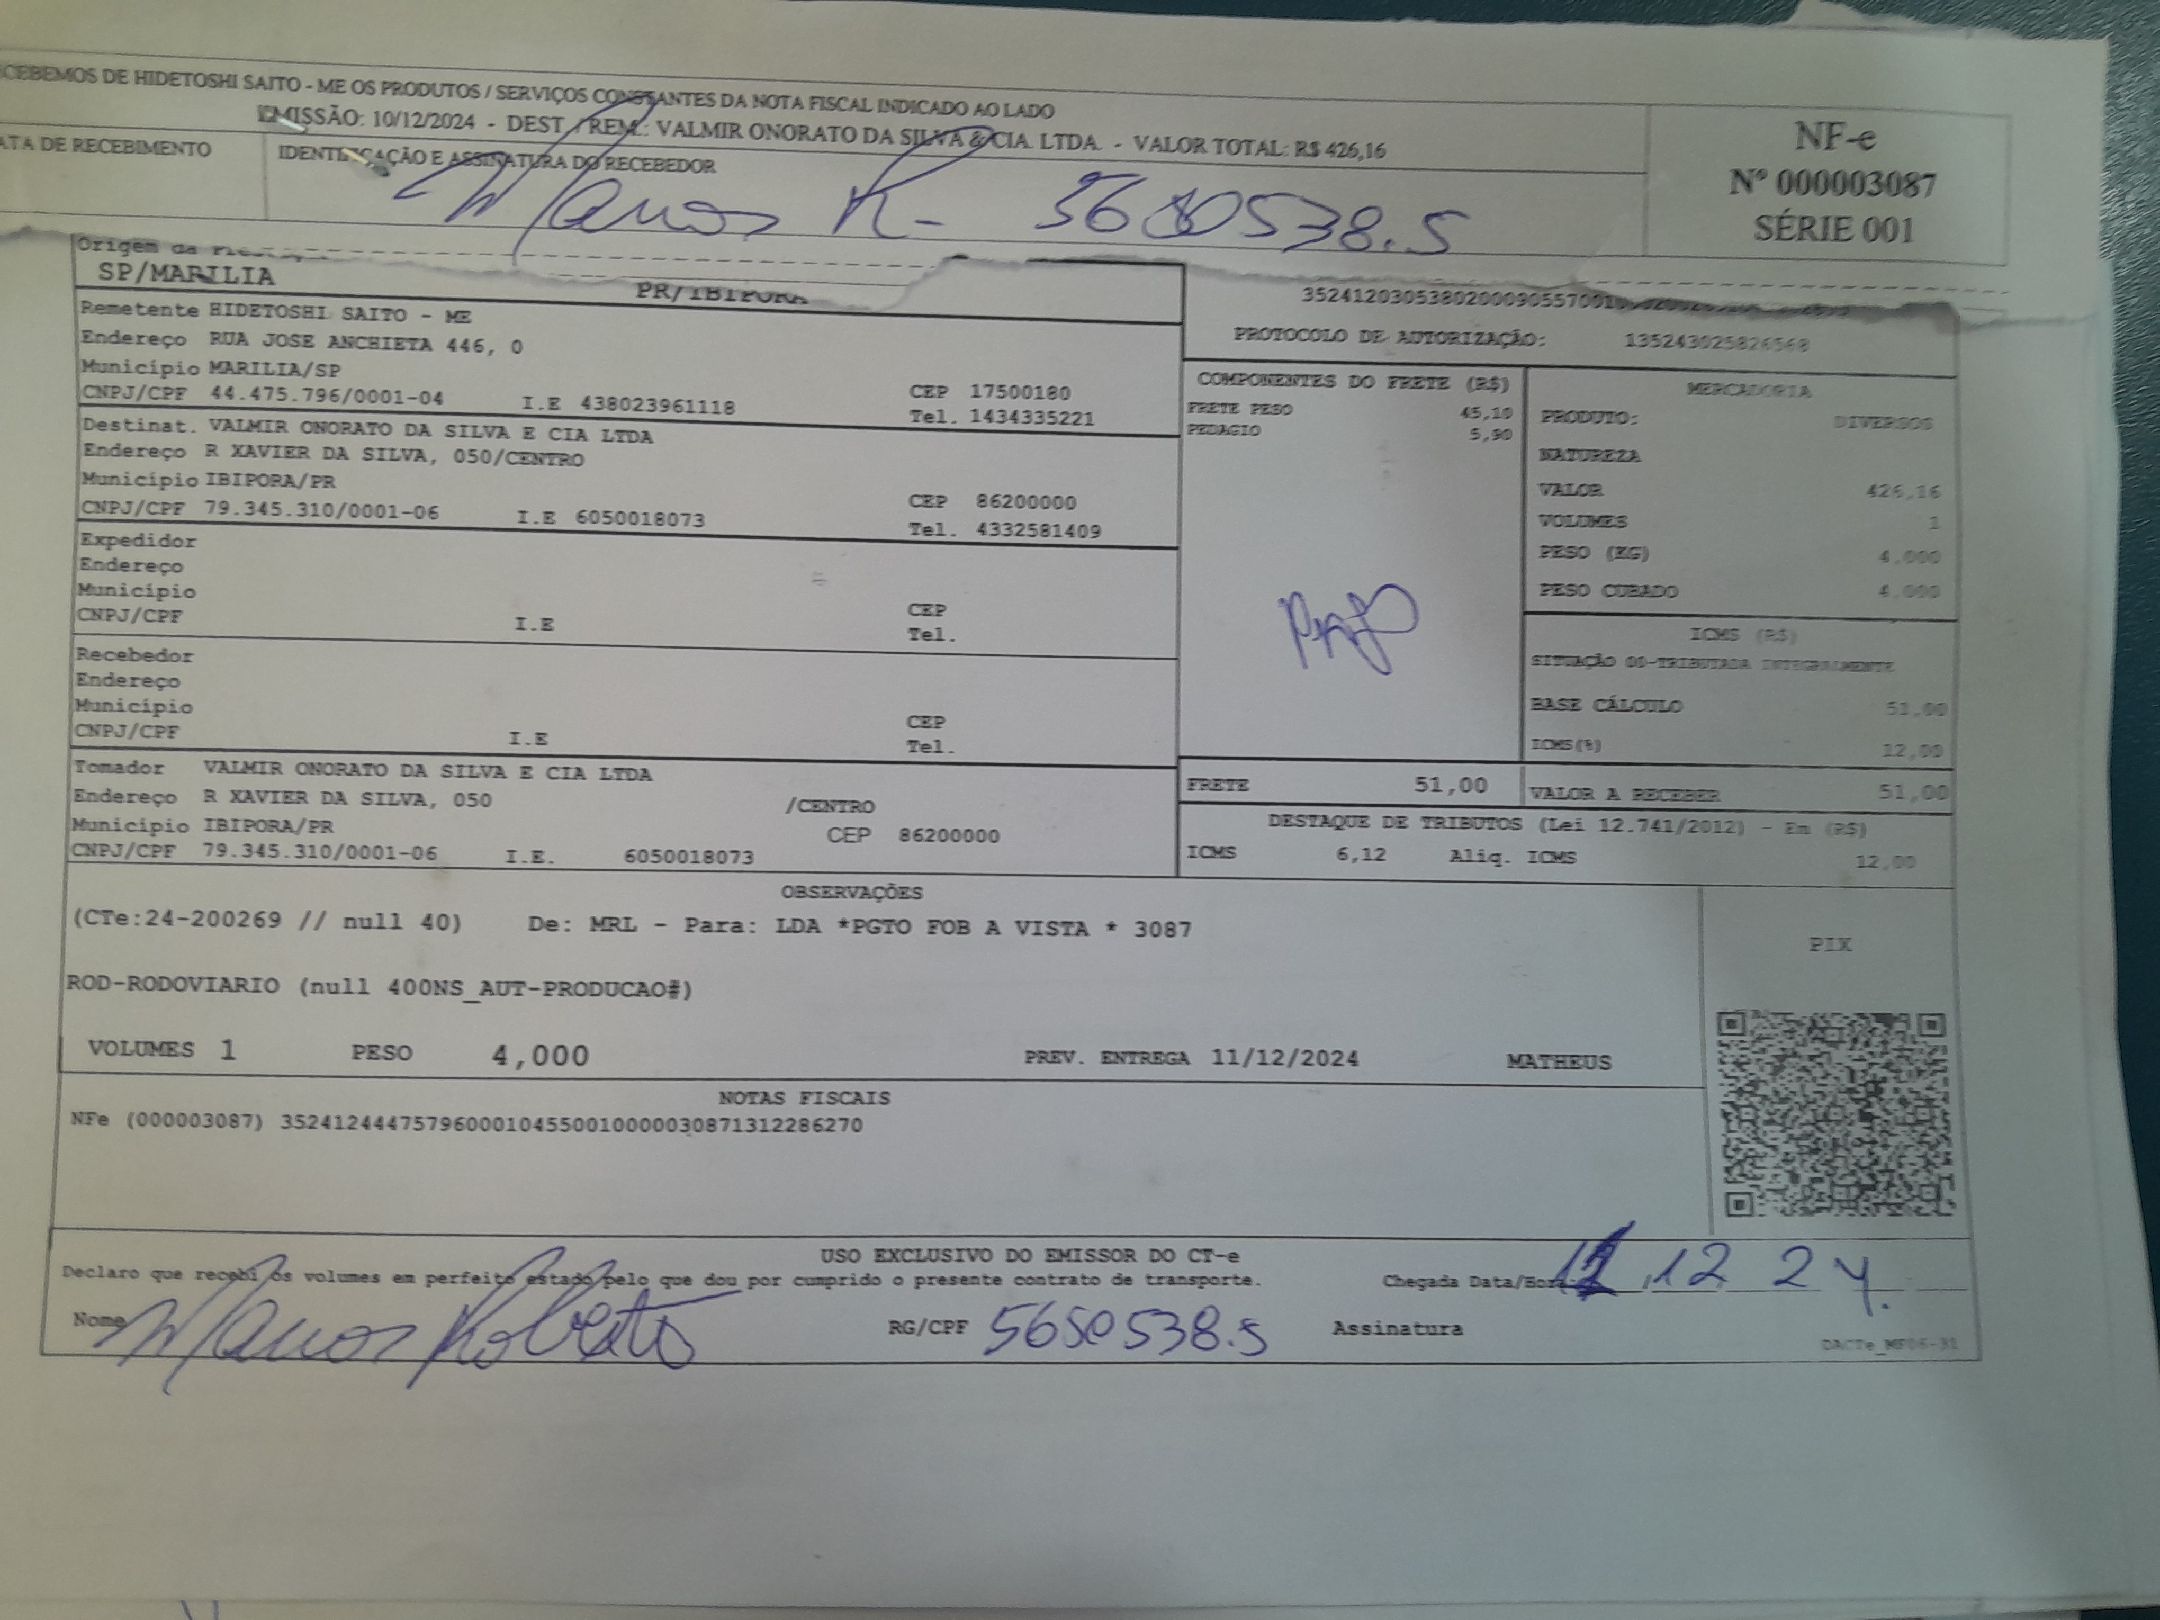 CEBEMOS DE HIDETOSHI SAITO - ME OS PRODUTOS / SERVIÇOS CONSTANTES DA NOTA FISCAL INDICADO AO LADO
EMISSÃO: 10/12/2024 - DEST. / REM.: VALMIR ONORATO DA SILVA & CIA. LTDA. - VALOR TOTAL: R$ 426,16
ATA DE RECEBIMENTO
IDENTIFICAÇÃO E ASSINATURA DO RECEBEDOR
NF-e
Nº 000003087
SÉRIE 001
Origem da
SP/MARILIA
PR/IBIPORA
PROTOCOLO DE AUTORIZAÇÃO: 135243025826568
Remetente HIDETOSHI SAITO - ME
Endereço RUA JOSE ANCHIETA 446, 0
Município MARILIA/SP
CEP 17500180
CNPJ/CPF 44.475.796/0001-04 I.E 438023961118
Tel. 1434335221
Destinat. VALMIR ONORATO DA SILVA E CIA LTDA
Endereço R XAVIER DA SILVA, 050/CENTRO
Município IBIPORA/PR
CEP 86200000
CNPJ/CPF 79.345.310/0001-06 I.E 6050018073
Tel. 4332581409
Expedidor
Endereço
Município
CEP
CNPJ/CPF I.E
Tel.
Recebedor
Endereço
Município
CEP
CNPJ/CPF I.E
Tel.
Tomador VALMIR ONORATO DA SILVA E CIA LTDA
Endereço R XAVIER DA SILVA, 050 /CENTRO
Município IBIPORA/PR CEP 86200000
CNPJ/CPF 79.345.310/0001-06 I.E. 6050018073
COMPONENTES DO FRETE (R$)
FRETE PESO 45,10
PEDAGIO 5,90
MERCADORIA
PRODUTO: DIVERSOS
NATUREZA
VALOR 426,16
VOLUMES 1
PESO (KG) 4.000
PESO CUBADO 4.000
ICMS (R$)
SITUAÇÃO 00-TRIBUTADA INTEGRALMENTE
BASE CÁLCULO 51,00
ICMS(%) 12,00
FRETE 51,00
VALOR A RECEBER 51,00
DESTAQUE DE TRIBUTOS (Lei 12.741/2012) - Em (R$)
ICMS 6,12 Aliq. ICMS 12,00
OBSERVAÇÕES
(CTe:24-200269 // null 40) De: MRL - Para: LDA *PGTO FOB A VISTA * 3087
ROD-RODOVIARIO (null 400NS_AUT-PRODUCAO#)
VOLUMES 1 PESO 4,000 PREV. ENTREGA 11/12/2024 MATHEUS
PIX
NOTAS FISCAIS
NFe (000003087) 35241244475796000104550010000030871312286270
USO EXCLUSIVO DO EMISSOR DO CT-e
Declaro que recebi os volumes em perfeito estado pelo que dou por cumprido o presente contrato de transporte.
Chegada Data/Hora: 12 24
Nome Roberto RG/CPF 5650538.5 Assinatura
DACTe_MF06-31